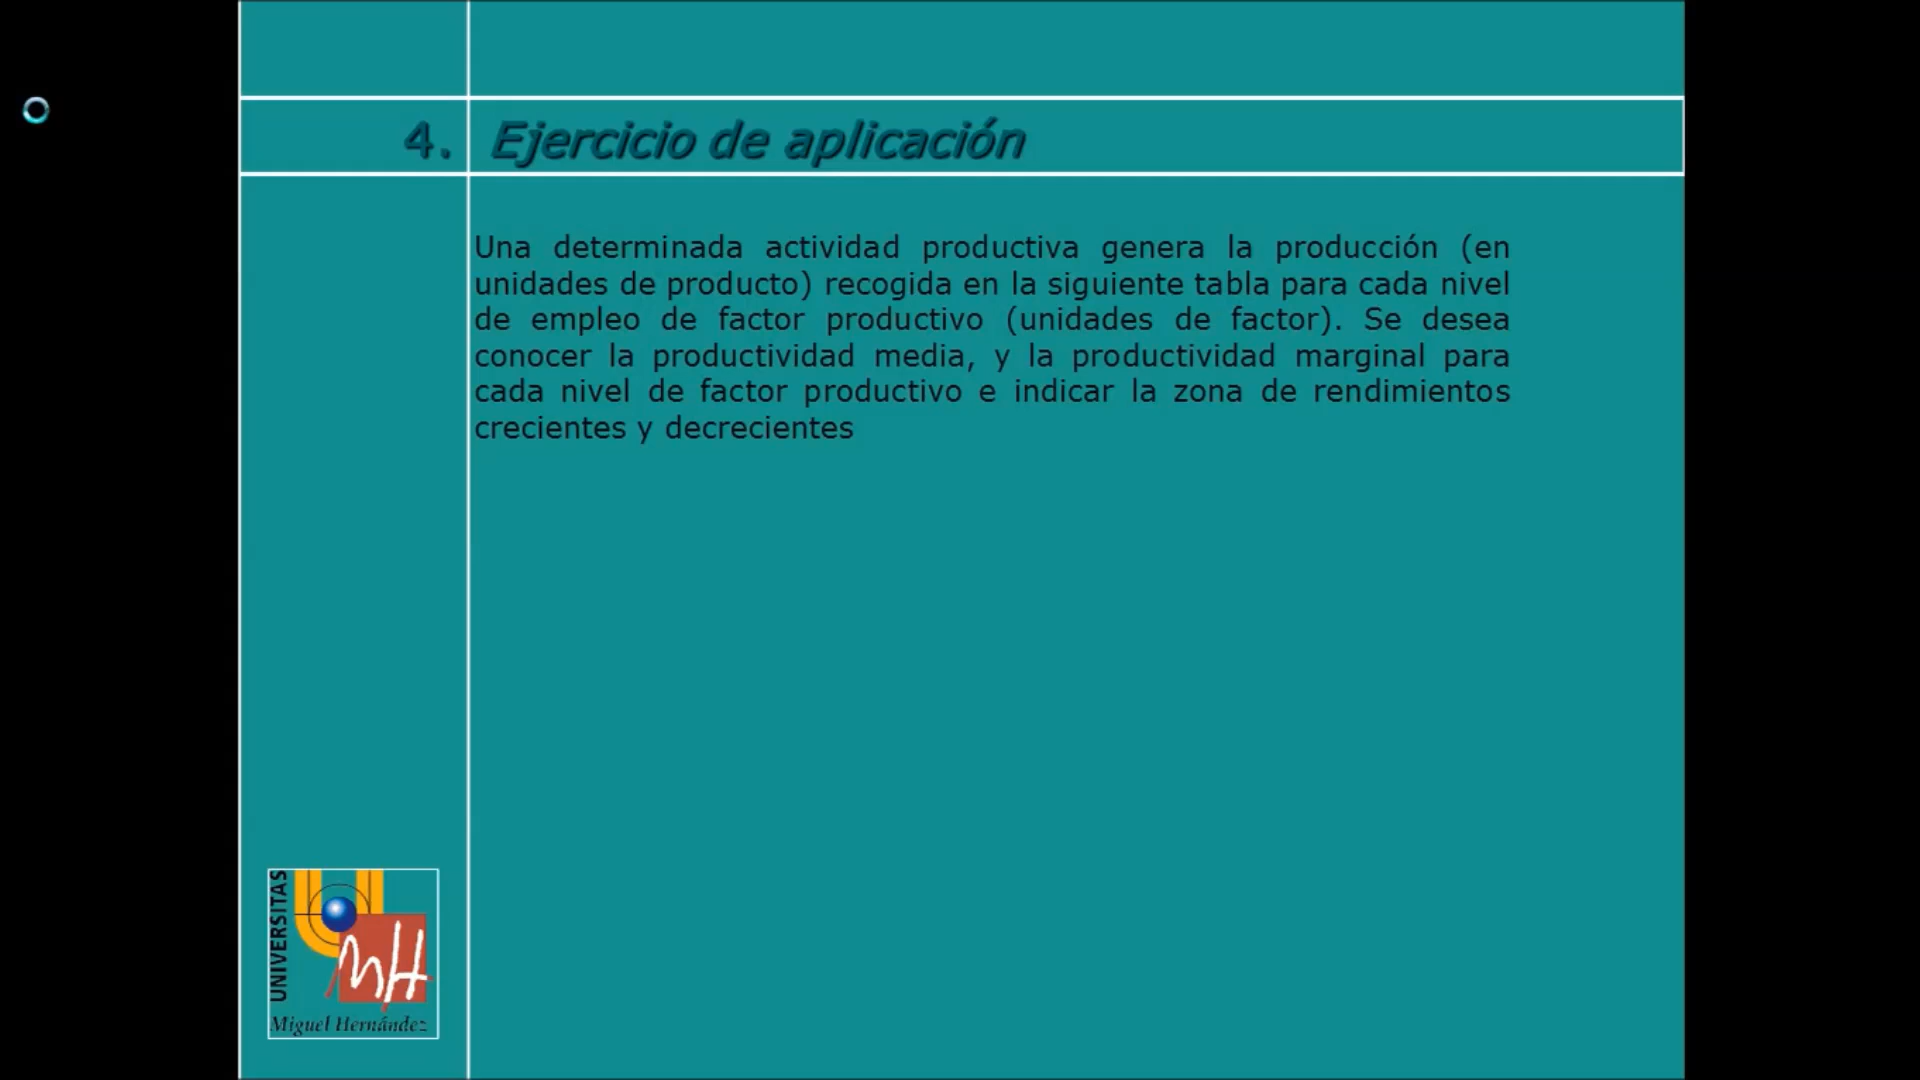 4. Ejercicio de aplicación
Una determinada actividad productiva genera la producción (en
unidades de producto) recogida en la siguiente tabla para cada nivel
de empleo de factor productivo (unidades de factor). Se desea
conocer la productividad media, y la productividad marginal para
cada nivel de factor productivo e indicar la zona de rendimientos
crecientes y decrecientes
UNIVERSITAS
MH
Miguel Hernández